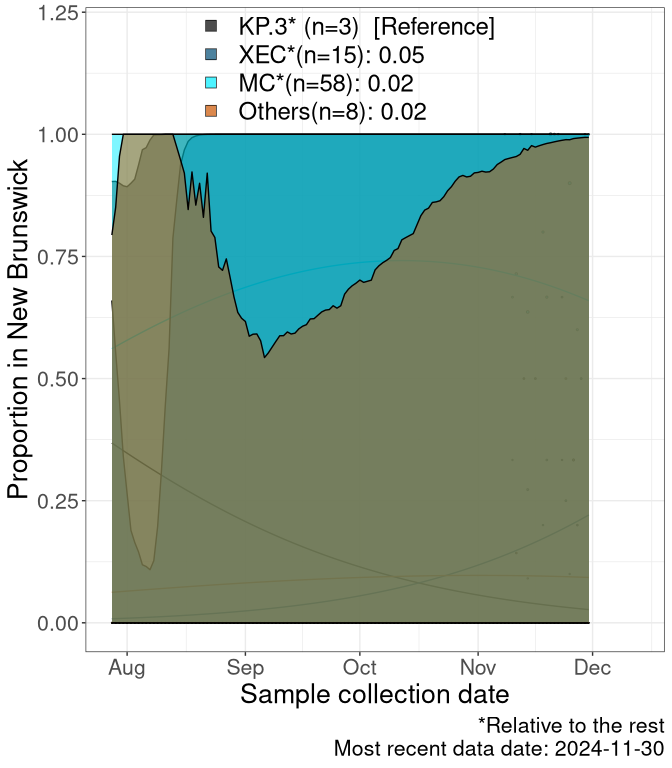 KP.3* (n=3)  [Reference]
XEC*(n=15): 0.05
MC*(n=58): 0.02
Others(n=8): 0.02
1.25
1.00
0.75
0.50
0.25
0.00
Proportion in New Brunswick
Aug Sep Oct Nov Dec
Sample collection date
*Relative to the rest
Most recent data date: 2024-11-30